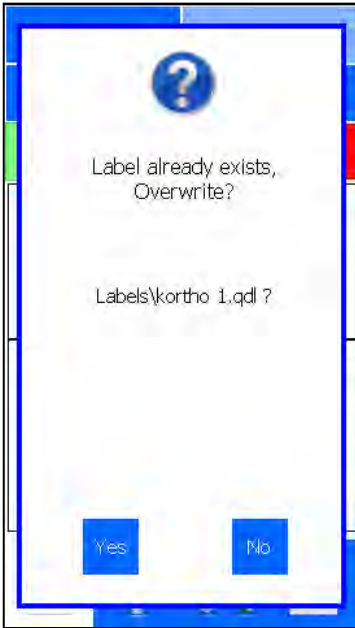 Label already exists,
Overwrite?
Labels\kortho 1.qdl ?
Yes
No